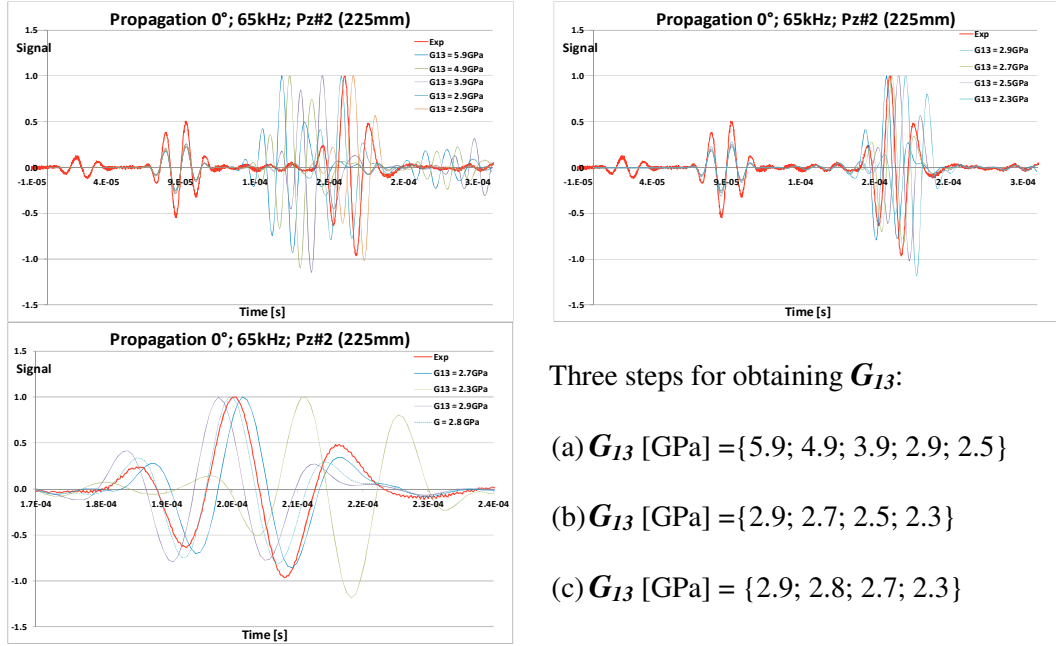 Propagation 0°; 65kHz; Pz#2 (225mm)
1.5
Signal
1.0
0.5
0.0
-0.5
-1.0
-1.5
-1.E-05 4.E-05 9.E-05 1.E-04 2.E-04 2.E-04 3.E-04
Exp
G13 = 5.9GPa
G13 = 4.9GPa
G13 = 3.9GPa
G13 = 2.9GPa
G13 = 2.5GPa
Time [s]
Propagation 0°; 65kHz; Pz#2 (225mm)
1.5
Signal
1.0
0.5
0.0
-0.5
-1.0
-1.5
-1.E-05 4.E-05 9.E-05 1.E-04 2.E-04 2.E-04 3.E-04
Exp
G13 = 2.9GPa
G13 = 2.7GPa
G13 = 2.5GPa
G13 = 2.3GPa
Time [s]
Propagation 0°; 65kHz; Pz#2 (225mm)
1.5
Signal
1.0
0.5
0.0
-0.5
-1.0
-1.5
1.7E-04 1.8E-04 1.9E-04 2.0E-04 2.1E-04 2.2E-04 2.3E-04 2.4E-04
Exp
G13 = 2.7GPa
G13 = 2.3GPa
G13 = 2.9GPa
G = 2.8 GPa
Time [s]
Three steps for obtaining G13:
(a) G13 [GPa] ={5.9; 4.9; 3.9; 2.9; 2.5}
(b) G13 [GPa] ={2.9; 2.7; 2.5; 2.3}
(c) G13 [GPa] = {2.9; 2.8; 2.7; 2.3}